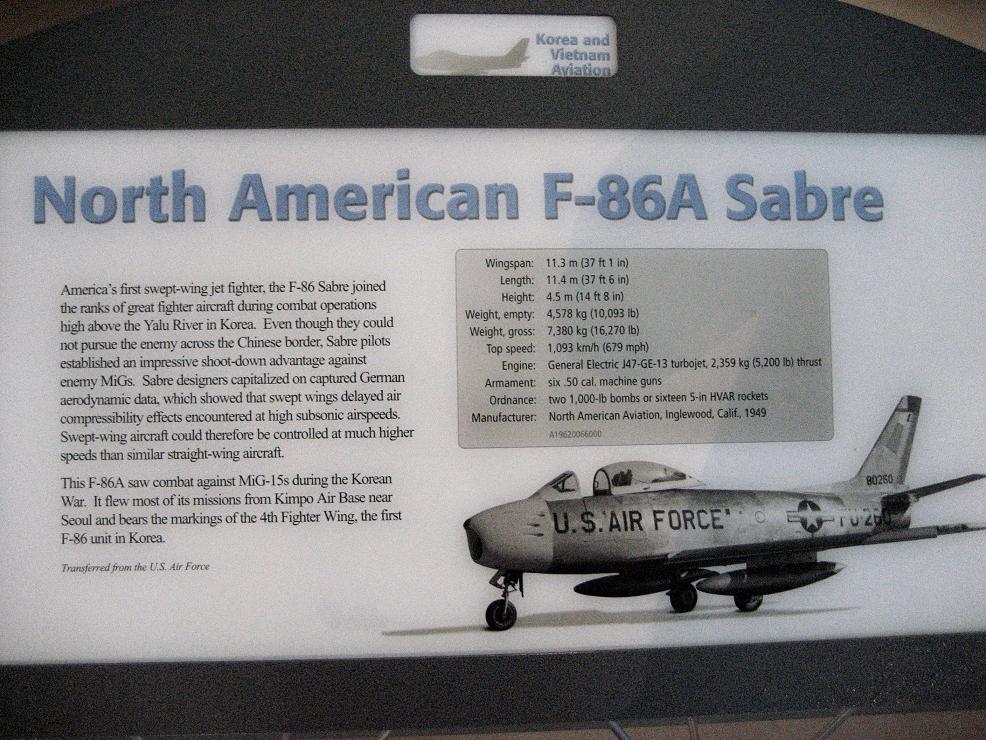 Korea and
Vietnam
Aviation
North American F-86A Sabre
America's first swept-wing jet fighter, the F-86 Sabre joined
the ranks of great fighter aircraft during combat operations
high above the Yalu River in Korea. Even though they could
not pursue the enemy across the Chinese border, Sabre pilots
established an impressive shoot-down advantage against
enemy MiGs. Sabre designers capitalized on captured German
aerodynamic data, which showed that swept wings delayed air
compressibility effects encountered at high subsonic airspeeds.
Swept-wing aircraft could therefore be controlled at much higher
speeds than similar straight-wing aircraft.
This F-86A saw combat against MiG-15s during the Korean
War. It flew most of its missions from Kimpo Air Base near
Seoul and bears the markings of the 4th Fighter Wing, the first
F-86 unit in Korea.
Transferred from the U.S. Air Force
Wingspan: 11.3 m (37 ft 1 in)
Length: 11.4 m (37 ft 6 in)
Height: 4.5 m (14 ft 8 in)
Weight, empty: 4,578 kg (10,093 lb)
Weight, gross: 7,380 kg (16,270 lb)
Top speed: 1,093 km/h (679 mph)
Engine: General Electric J47-GE-13 turbojet, 2,359 kg (5,200 lb) thrust
Armament: six .50 cal. machine guns
Ordnance: two 1,000-lb bombs or sixteen 5-in HVAR rockets
Manufacturer: North American Aviation, Inglewood, Calif., 1949
A19620066000
80260
U.S. AIR FORCE
FU-260